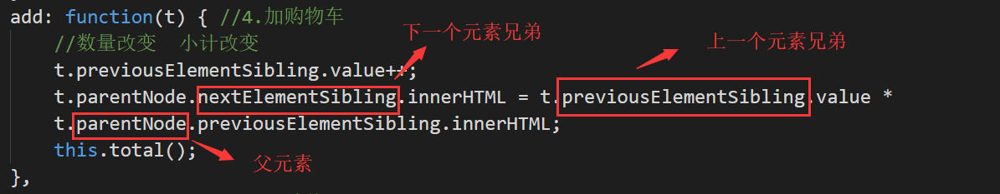 add: function(t) { //4.加购物车
//数量改变  小计改变
下一个元素兄弟
上一个元素兄弟
t.previousElementSibling.value++;
t.parentNode.nextElementSibling.innerHTML = t.previousElementSibling.value *
t.parentNode.previousElementSibling.innerHTML;
this.total();
父元素
},